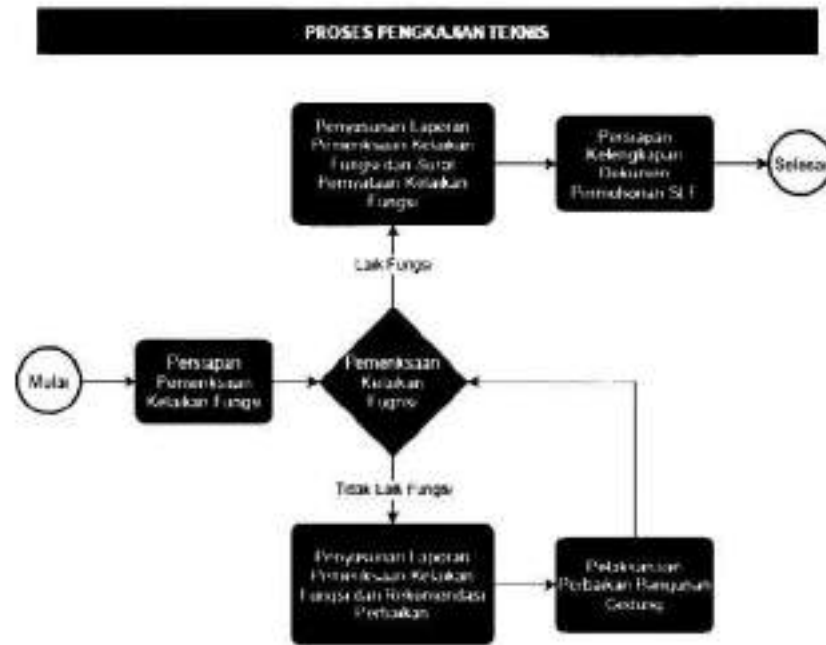 PROSES PENGKAJIAN TEKNIS
Penyusunan Laporan
Pemeriksaan Kelaikan
Fungsi dan Surat
Pernyataan Kelaikan
Fungsi
Persiapan
Kelengkapan
Dokumen
Permohonan SLF
Selesai
Laik Fungsi
Mulai
Persiapan
Pemeriksaan
Kelaikan Fungsi
Pemeriksaan
Kelaikan
Fugnsi
Tidak Laik Fungsi
Penyusunan Laporan
Pemeriksaan Kelaikan
Fungsi dan Rekomendasi
Perbaikan
Pelaksanaan
Perbaikan Bangunan
Gedung